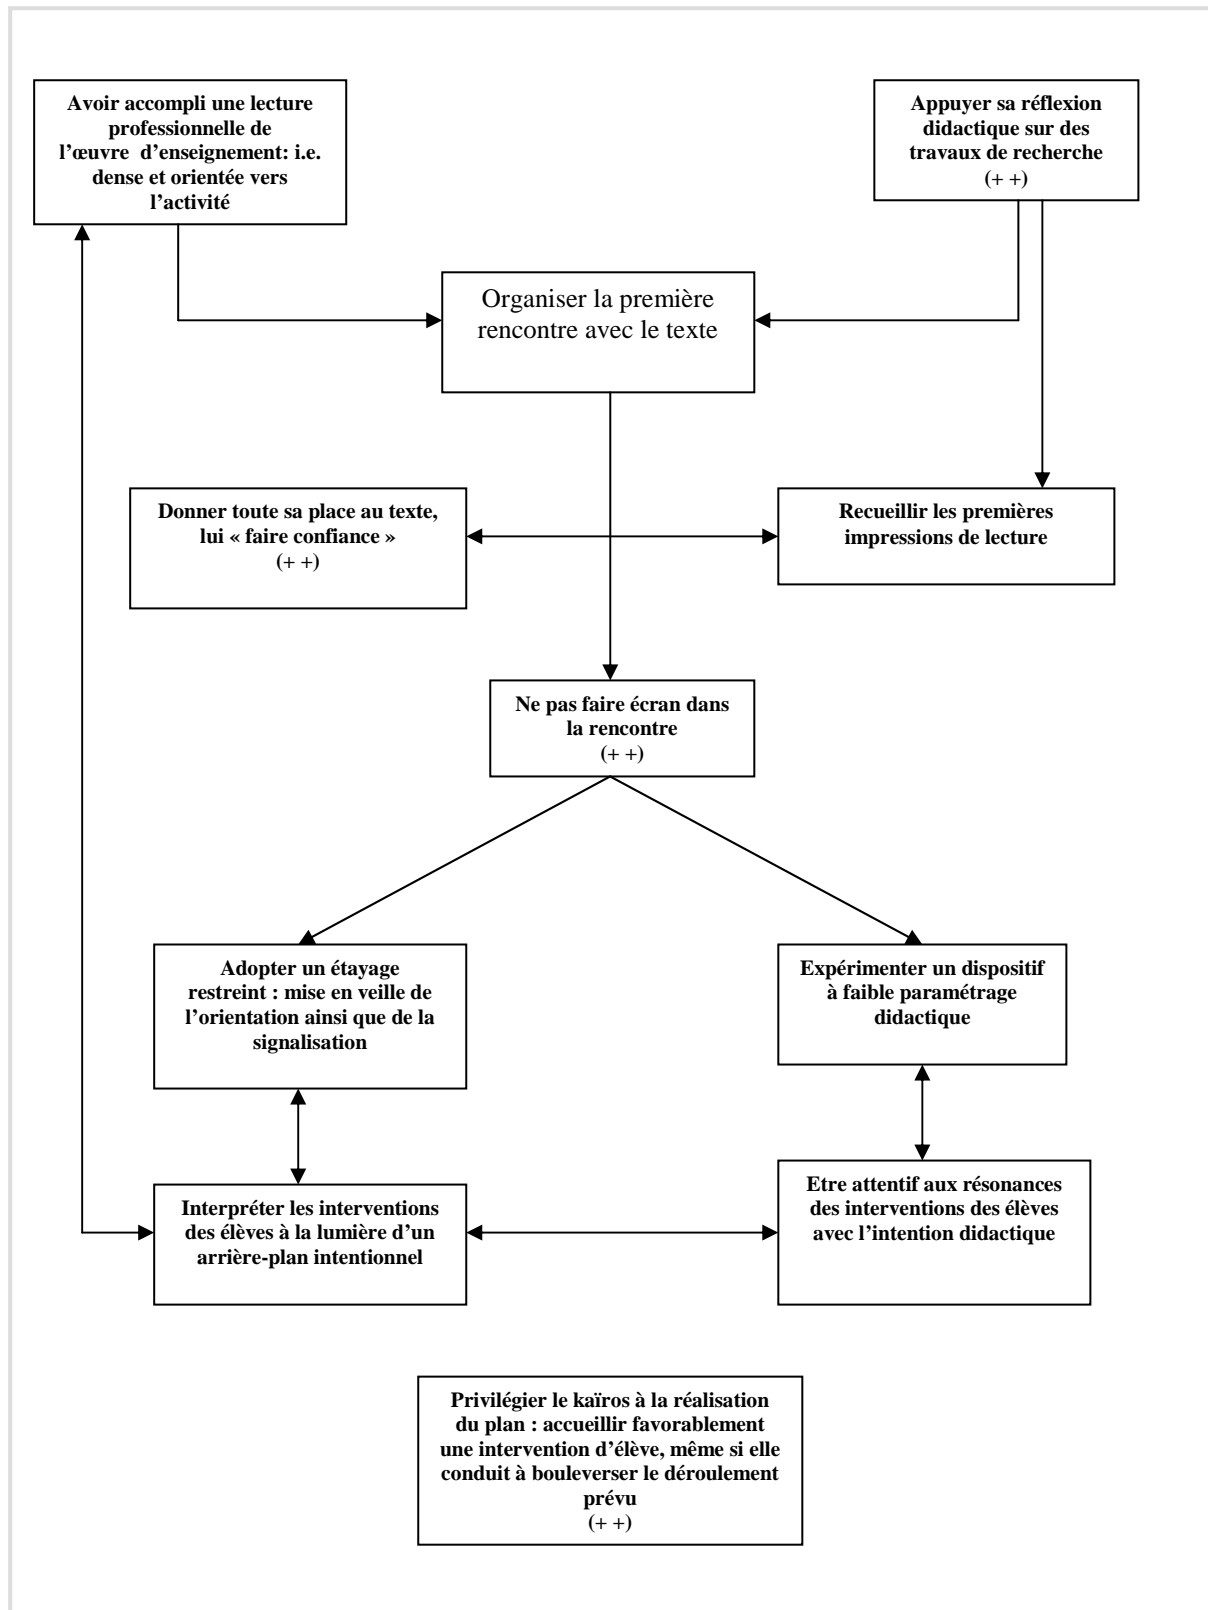 Avoir accompli une lecture
professionnelle de
l’œuvre  d’enseignement: i.e.
dense et orientée vers
l’activité
Appuyer sa réflexion
didactique sur des
travaux de recherche
(+ +)
Organiser la première
rencontre avec le texte
Donner toute sa place au texte,
lui « faire confiance »
(+ +)
Recueillir les premières
impressions de lecture
Ne pas faire écran dans
la rencontre
(+ +)
Adopter un étayage
restreint : mise en veille de
l’orientation ainsi que de la
signalisation
Expérimenter un dispositif
à faible paramétrage
didactique
Interpréter les interventions
des élèves à la lumière d’un
arrière-plan intentionnel
Etre attentif aux résonances
des interventions des élèves
avec l’intention didactique
Privilégier le kaïros à la réalisation
du plan : accueillir favorablement
une intervention d’élève, même si elle
conduit à bouleverser le déroulement
prévu
(+ +)